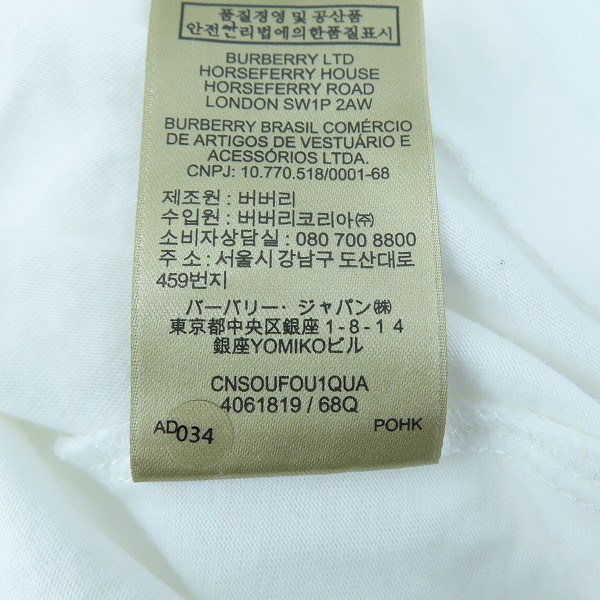 품질경영 및 공산품
안전관리법에의한품질표시
BURBERRY LTD
HORSEFERRY HOUSE
HORSEFERRY ROAD
LONDON SW1P 2AW
BURBERRY BRASIL COMÉRCIO
DE ARTIGOS DE VESTUÁRIO E
ACESSÓRIOS LTDA.
CNPJ: 10.770.518/0001-68
제조원 : 버버리
수입원 : 버버리코리아㈜
소비자상담실 : 080 700 8800
주 소 : 서울시 강남구 도산대로
459번지
バーバリー・ジャパン㈱
東京都中央区銀座 1 - 8 - 1 4
銀座YOMIKOビル
CNSOUFOU1QUA
4061819 / 68Q
AD034 POHK